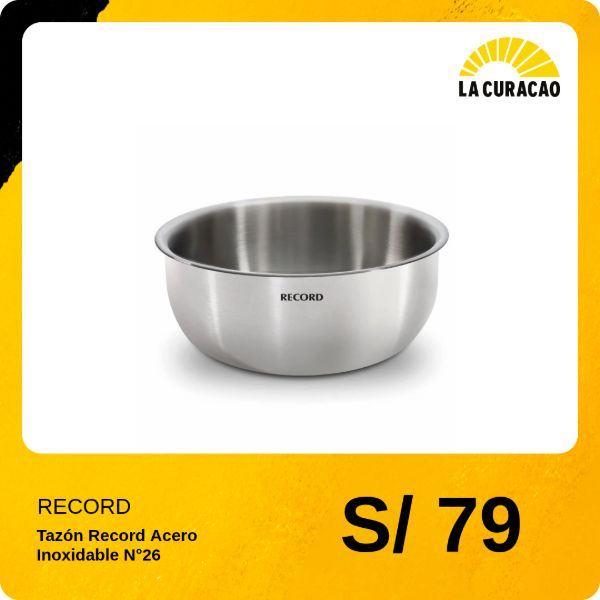 LA CURACAO
RECORD
RECORD
Tazón Record Acero
Inoxidable N°26
S/ 79